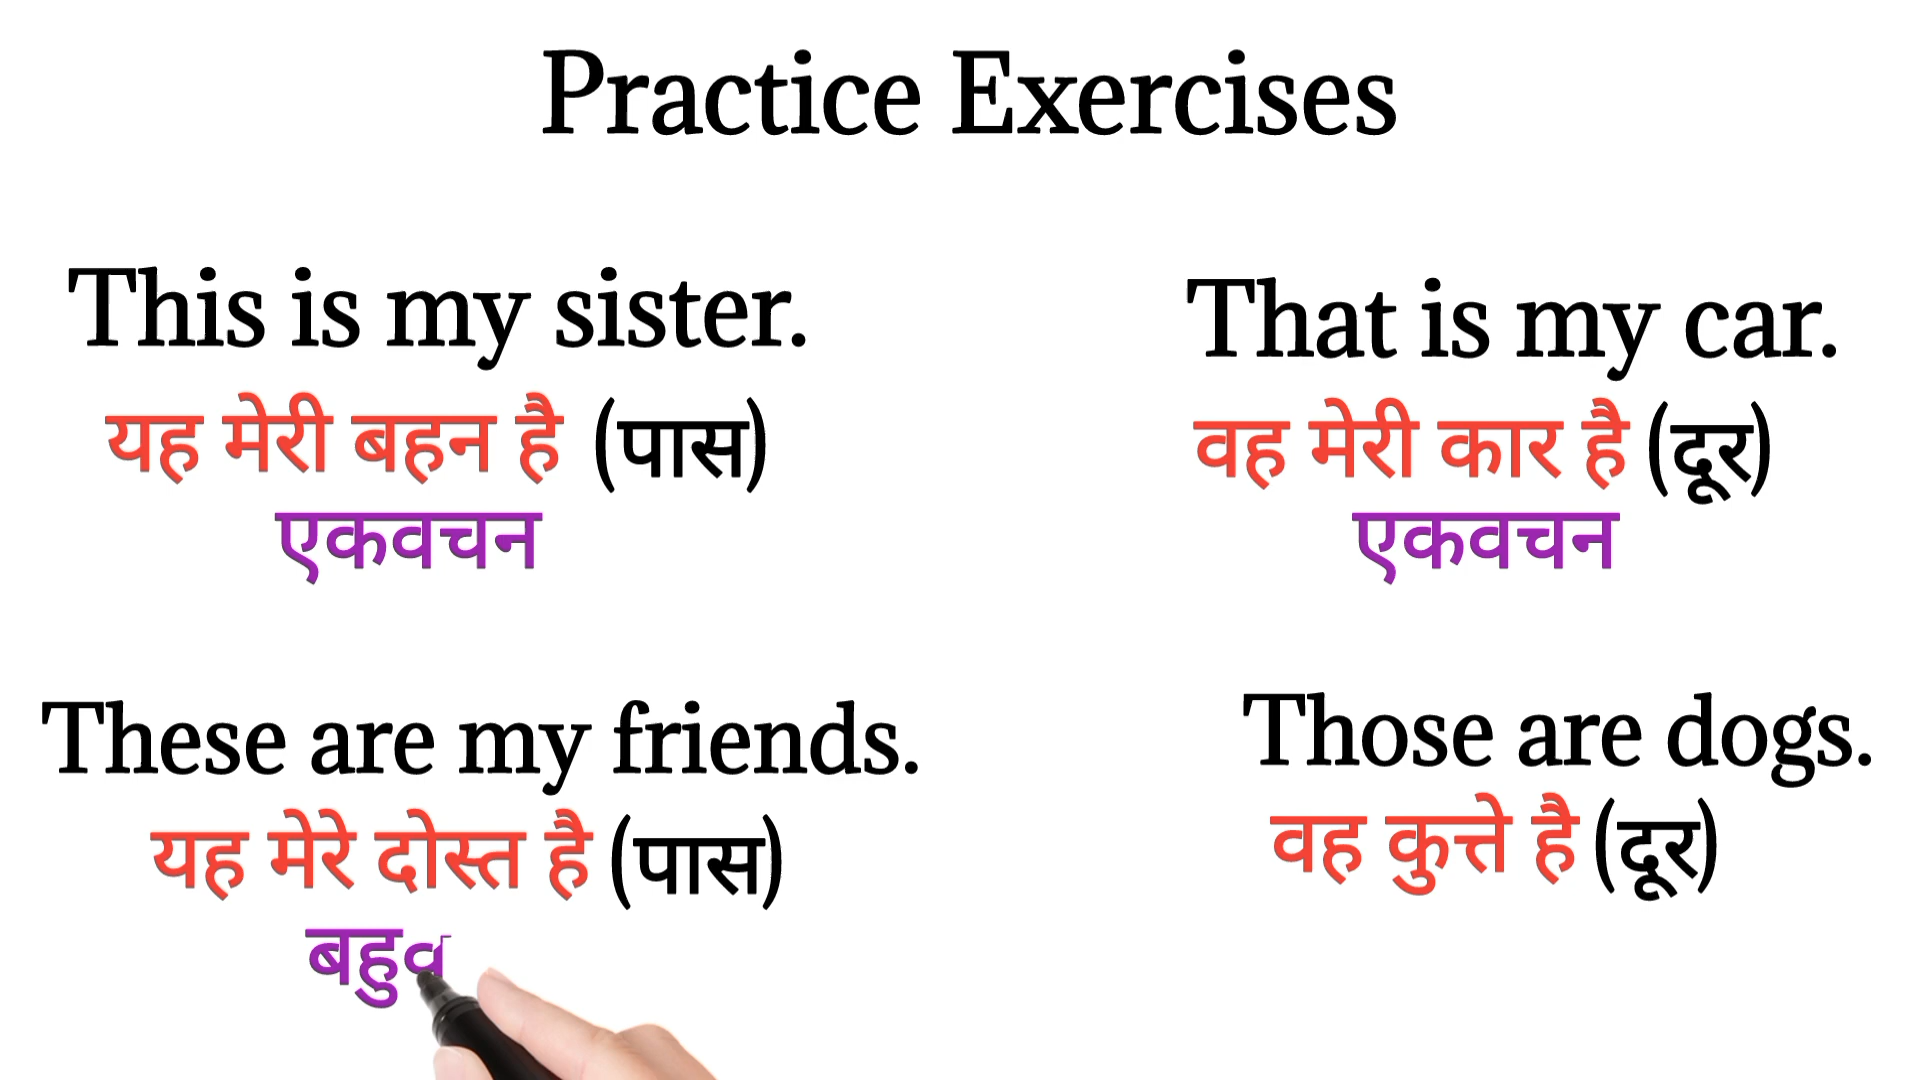 Practice Exercises
This is my sister.
यह मेरी बहन है (पास)
एकवचन
That is my car.
वह मेरी कार है (दूर)
एकवचन
These are my friends.
यह मेरे दोस्त है (पास)
बहुव
Those are dogs.
वह कुत्ते है (दूर)